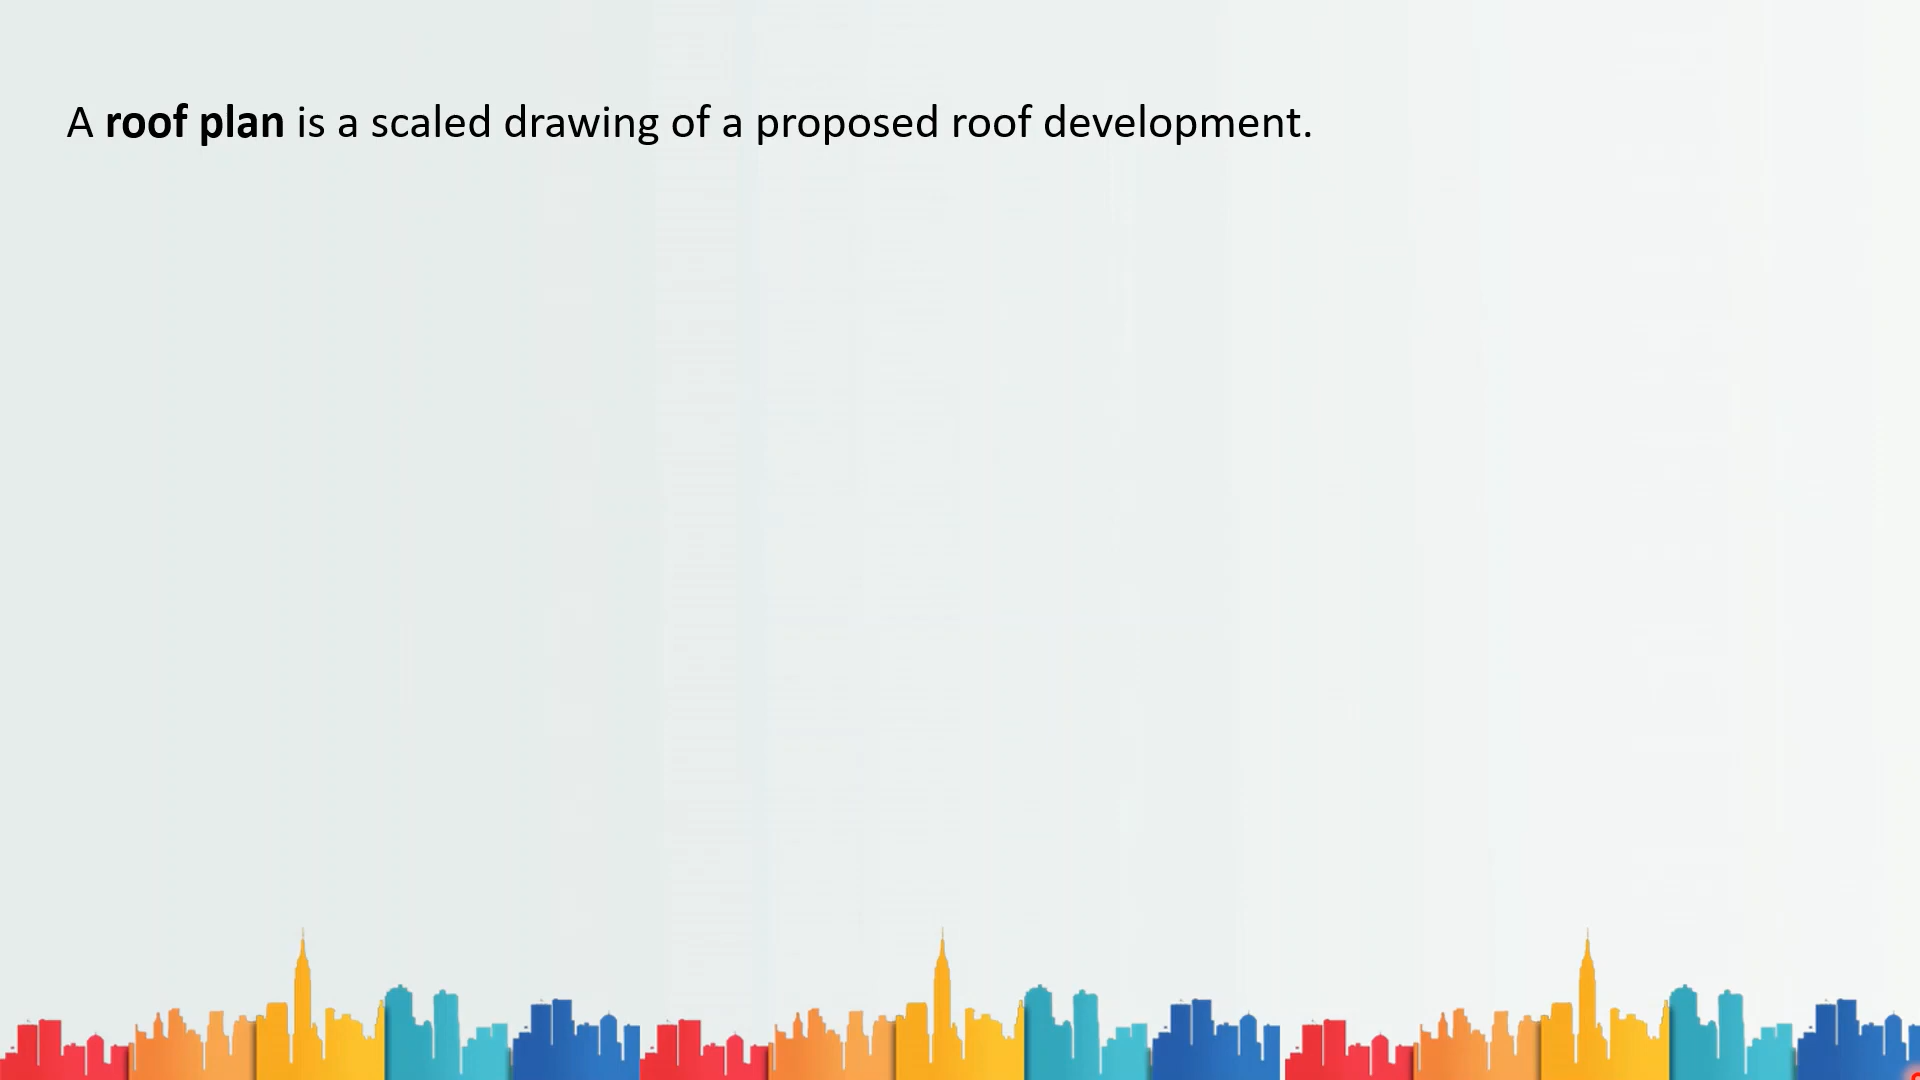 A roof plan is a scaled drawing of a proposed roof development.